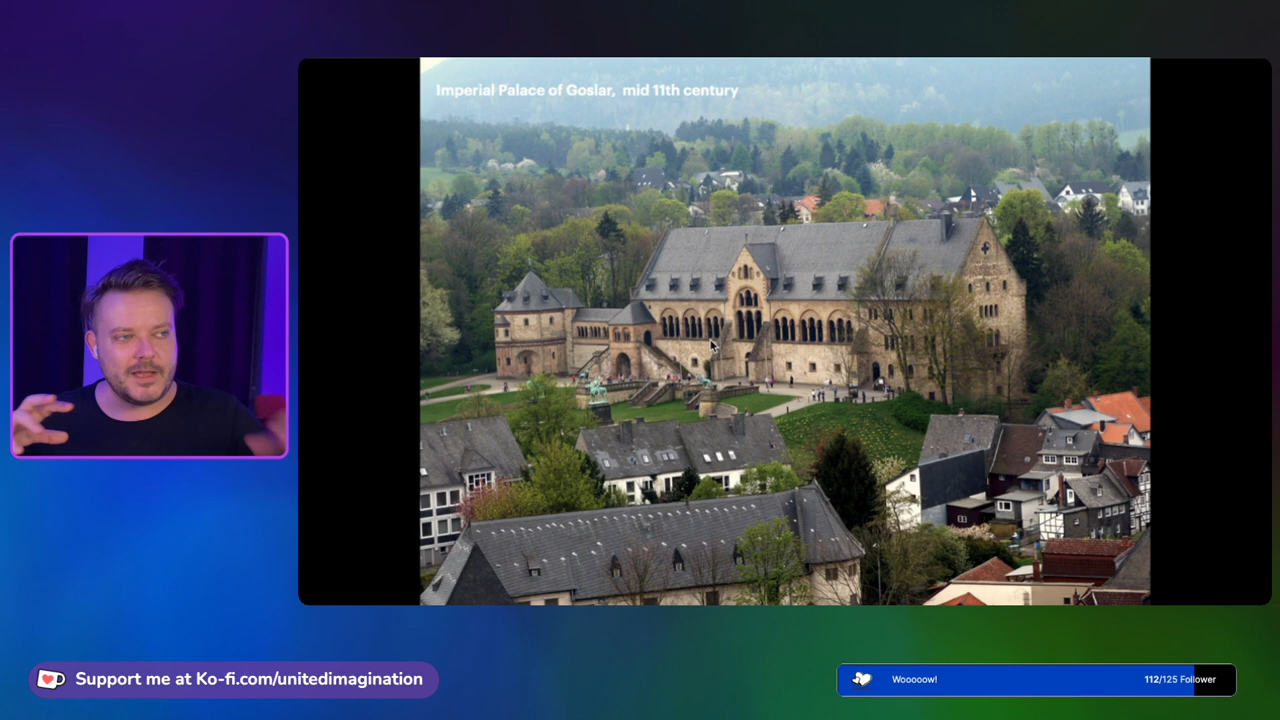 Imperial Palace of Goslar, mid 11th century
Support me at Ko-fi.com/unitedimagination
Wooooow!
112/125 Follower